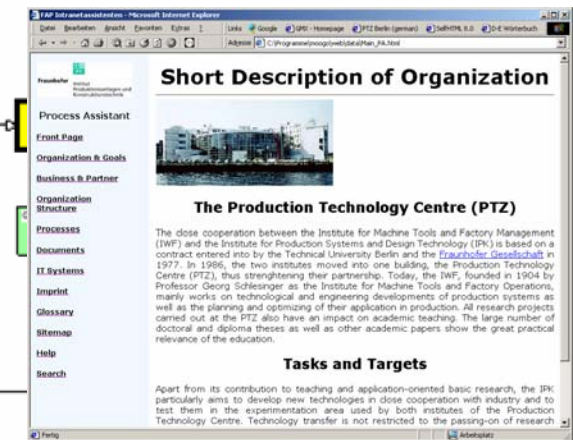 FAP Intranetassistenten - Microsoft Internet Explorer
Datei Bearbeiten Ansicht Favoriten Extras ?
Links Google GMX - Homepage PTZ Berlin (german) SelfHTML 8.0 D-E Wörterbuch
Adresse C:\Programme\moogo\web\data\Main_PA.html
Fraunhofer Institut
Produktionsanlagen und
Konstruktionstechnik
Process Assistant
Front Page
Organization & Goals
Business & Partner
Organization
Structure
Processes
Documents
IT Systems
Imprint
Glossary
Sitemap
Help
Search
Short Description of Organization
The Production Technology Centre (PTZ)
The close cooperation between the Institute for Machine Tools and Factory Management
(IWF) and the Institute for Production Systems and Design Technology (IPK) is based on a
contract entered into by the Technical University Berlin and the Fraunhofer Gesellschaft in
1977. In 1986, the two institutes moved into one building, the Production Technology
Centre (PTZ), thus strenghtening their partnership. Today, the IWF, founded in 1904 by
Professor Georg Schlesinger as the Institute for Machine Tools and Factory Operations,
mainly works on technological and engineering developments of production systems as
well as the planning and optimizing of their application in production. All research projects
carried out at the PTZ also have an impact on academic teaching. The large number of
doctoral and diploma theses as well as other academic papers show the great practical
relevance of the education.
Tasks and Targets
Apart from its contribution to teaching and application-oriented basic research, the IPK
particularly aims to develop new technologies in close cooperation with industry and to
test them in the experimentation area used by both institutes of the Production
Technology Centre. Technology transfer is not restricted to the passing-on of research
Fertig
Arbeitsplatz